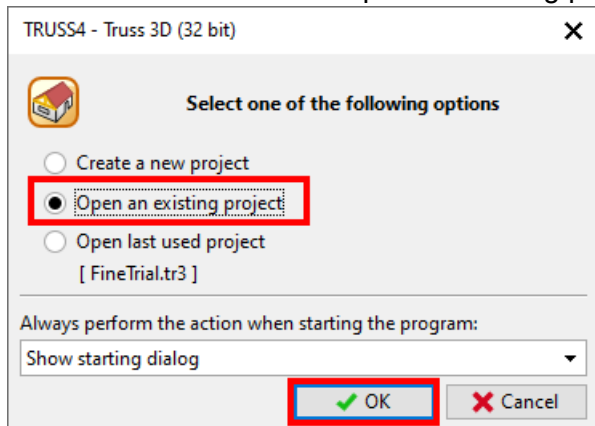 TRUSS4 - Truss 3D (32 bit)
Select one of the following options
Create a new project
Open an existing project
Open last used project
[ FineTrial.tr3 ]
Always perform the action when starting the program:
Show starting dialog
OK Cancel